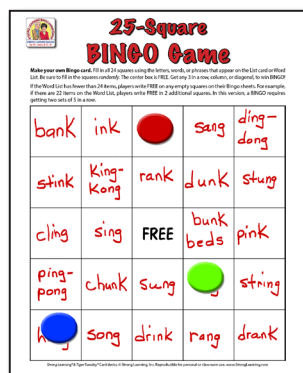 25-Square
BINGO Game
Make your own Bingo card. Fill in all 24 squares using the letters, words, or phrases that appear on the List card or Word
List. Be sure to fill in the squares randomly. The center box is FREE. Get any 5 in a row, column, or diagonal, to win BINGO!
If the Word List has fewer than 24 items, players write FREE on any empty squares on their Bingo sheets. For example,
if there are 22 items on the Word List, players write FREE in 2 additional squares. In this version, a BINGO requires
getting two sets of 5 in a row.
bank ink sang ding-dong
stink King-Kong rank dunk stung
cling sing FREE bunk beds pink
ping-pong chunk sung string
song drink rang drank